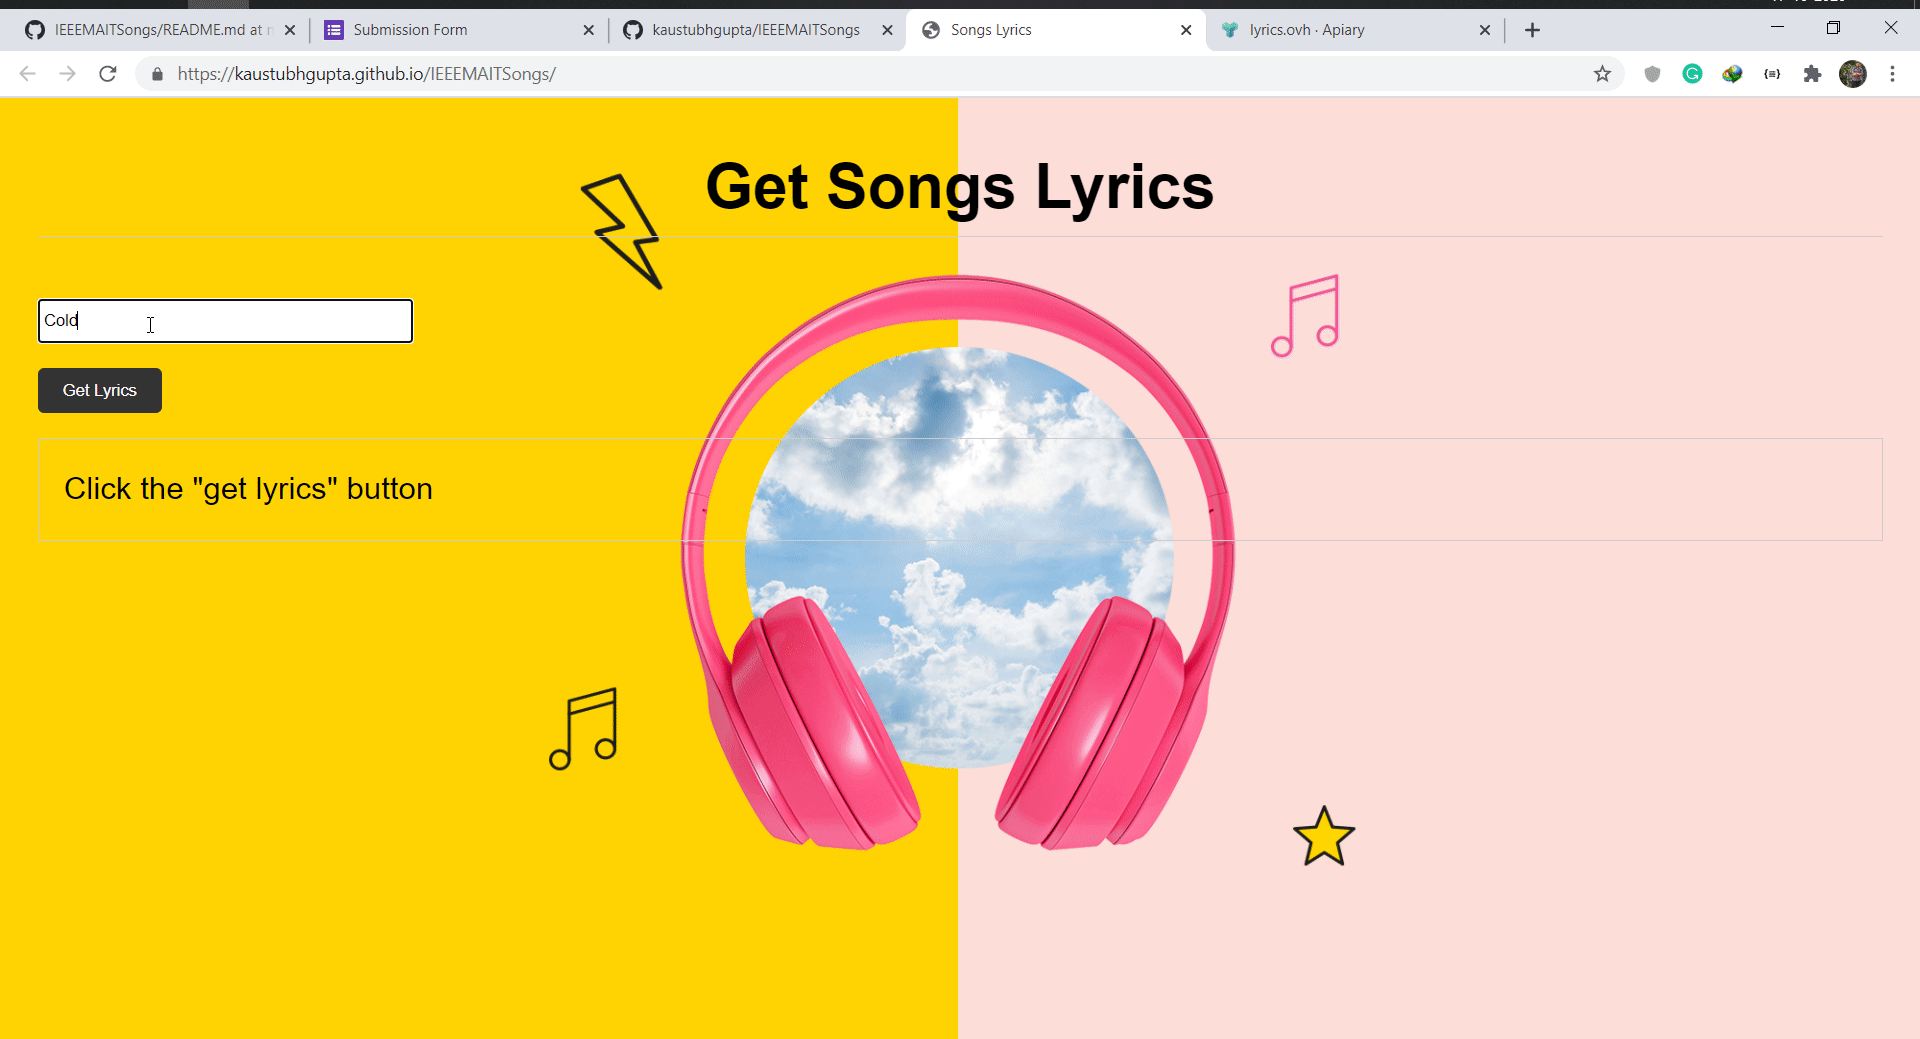 IEEEMAITSongs/README.md at
Submission Form
kaustubhgupta/IEEEMAITSongs
Songs Lyrics
lyrics.ovh · Apiary
https://kaustubhgupta.github.io/IEEEMAITSongs/
Get Songs Lyrics
Cold
Get Lyrics
Click the "get lyrics" button